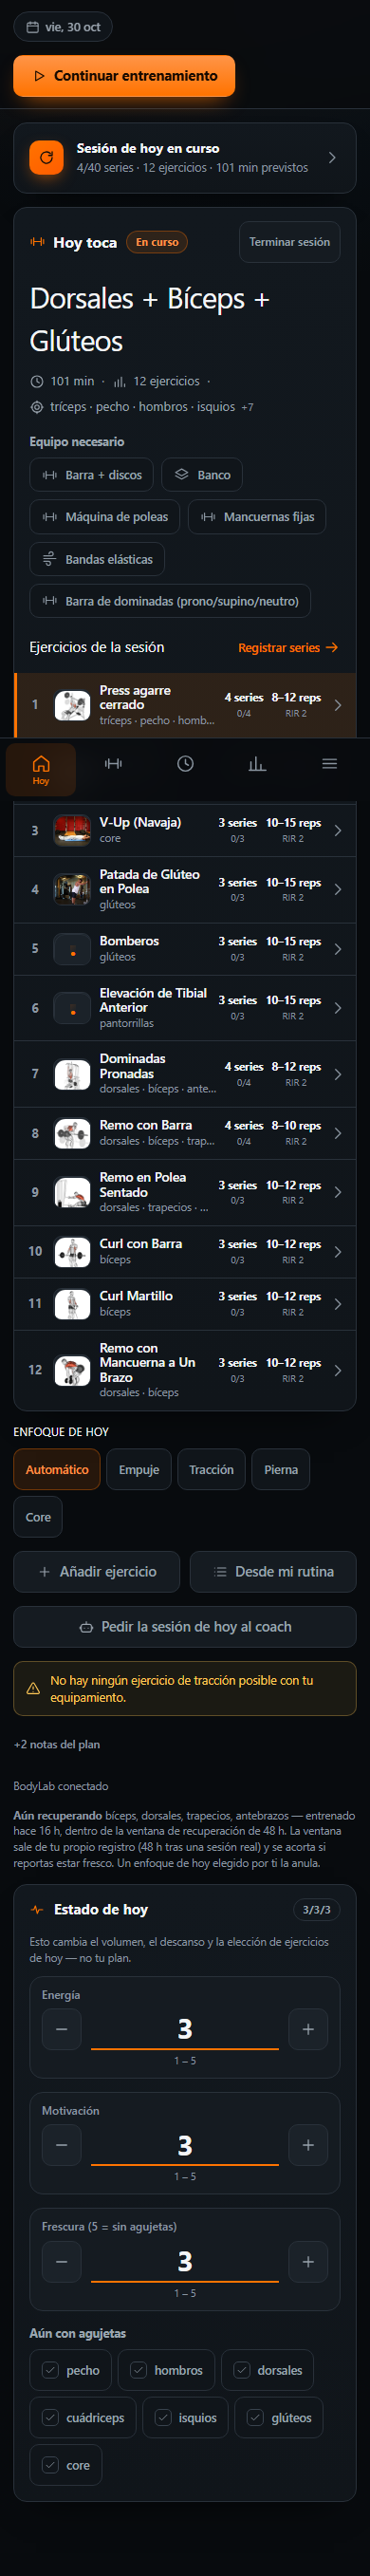 vie, 30 oct
Continuar entrenamiento
Sesión de hoy en curso
4/40 series · 12 ejercicios · 101 min previstos
Hoy toca
En curso
Terminar sesión
Dorsales + Bíceps +
Glúteos
101 min · 12 ejercicios ·
tríceps · pecho · hombros · isquios +7
Equipo necesario
Barra + discos
Banco
Máquina de poleas
Mancuernas fijas
Bandas elásticas
Barra de dominadas (prono/supino/neutro)
Ejercicios de la sesión
Registrar series →
1
Press agarre
cerrado
tríceps · pecho · homb...
4 series 8–12 reps
0/4 RIR 2
Hoy
3
V-Up (Navaja)
core
3 series 10–15 reps
0/3 RIR 2
4
Patada de Glúteo
en Polea
glúteos
3 series 10–15 reps
0/3 RIR 2
5
Bomberos
glúteos
3 series 10–15 reps
0/3 RIR 2
6
Elevación de Tibial
Anterior
pantorrillas
3 series 10–15 reps
0/3 RIR 2
7
Dominadas
Pronadas
dorsales · bíceps · ante...
4 series 8–12 reps
0/4 RIR 2
8
Remo con Barra
dorsales · bíceps · trap...
4 series 8–10 reps
0/4 RIR 2
9
Remo en Polea
Sentado
dorsales · trapecios · ...
3 series 10–12 reps
0/3 RIR 2
10
Curl con Barra
bíceps
3 series 10–12 reps
0/3 RIR 2
11
Curl Martillo
bíceps
3 series 10–12 reps
0/3 RIR 2
12
Remo con
Mancuerna a Un
Brazo
dorsales · bíceps
3 series 10–12 reps
0/3 RIR 2
ENFOQUE DE HOY
Automático
Empuje
Tracción
Pierna
Core
Añadir ejercicio
Desde mi rutina
Pedir la sesión de hoy al coach
No hay ningún ejercicio de tracción posible con tu
equipamiento.
+2 notas del plan
BodyLab conectado
Aún recuperando bíceps, dorsales, trapecios, antebrazos — entrenado
hace 16 h, dentro de la ventana de recuperación de 48 h. La ventana
sale de tu propio registro (48 h tras una sesión real) y se acorta si
reportas estar fresco. Un enfoque de hoy elegido por ti la anula.
Estado de hoy
3/3/3
Esto cambia el volumen, el descanso y la elección de ejercicios
de hoy — no tu plan.
Energía
− 3 +
1 – 5
Motivación
− 3 +
1 – 5
Frescura (5 = sin agujetas)
− 3 +
1 – 5
Aún con agujetas
pecho
hombros
dorsales
cuádriceps
isquios
glúteos
core